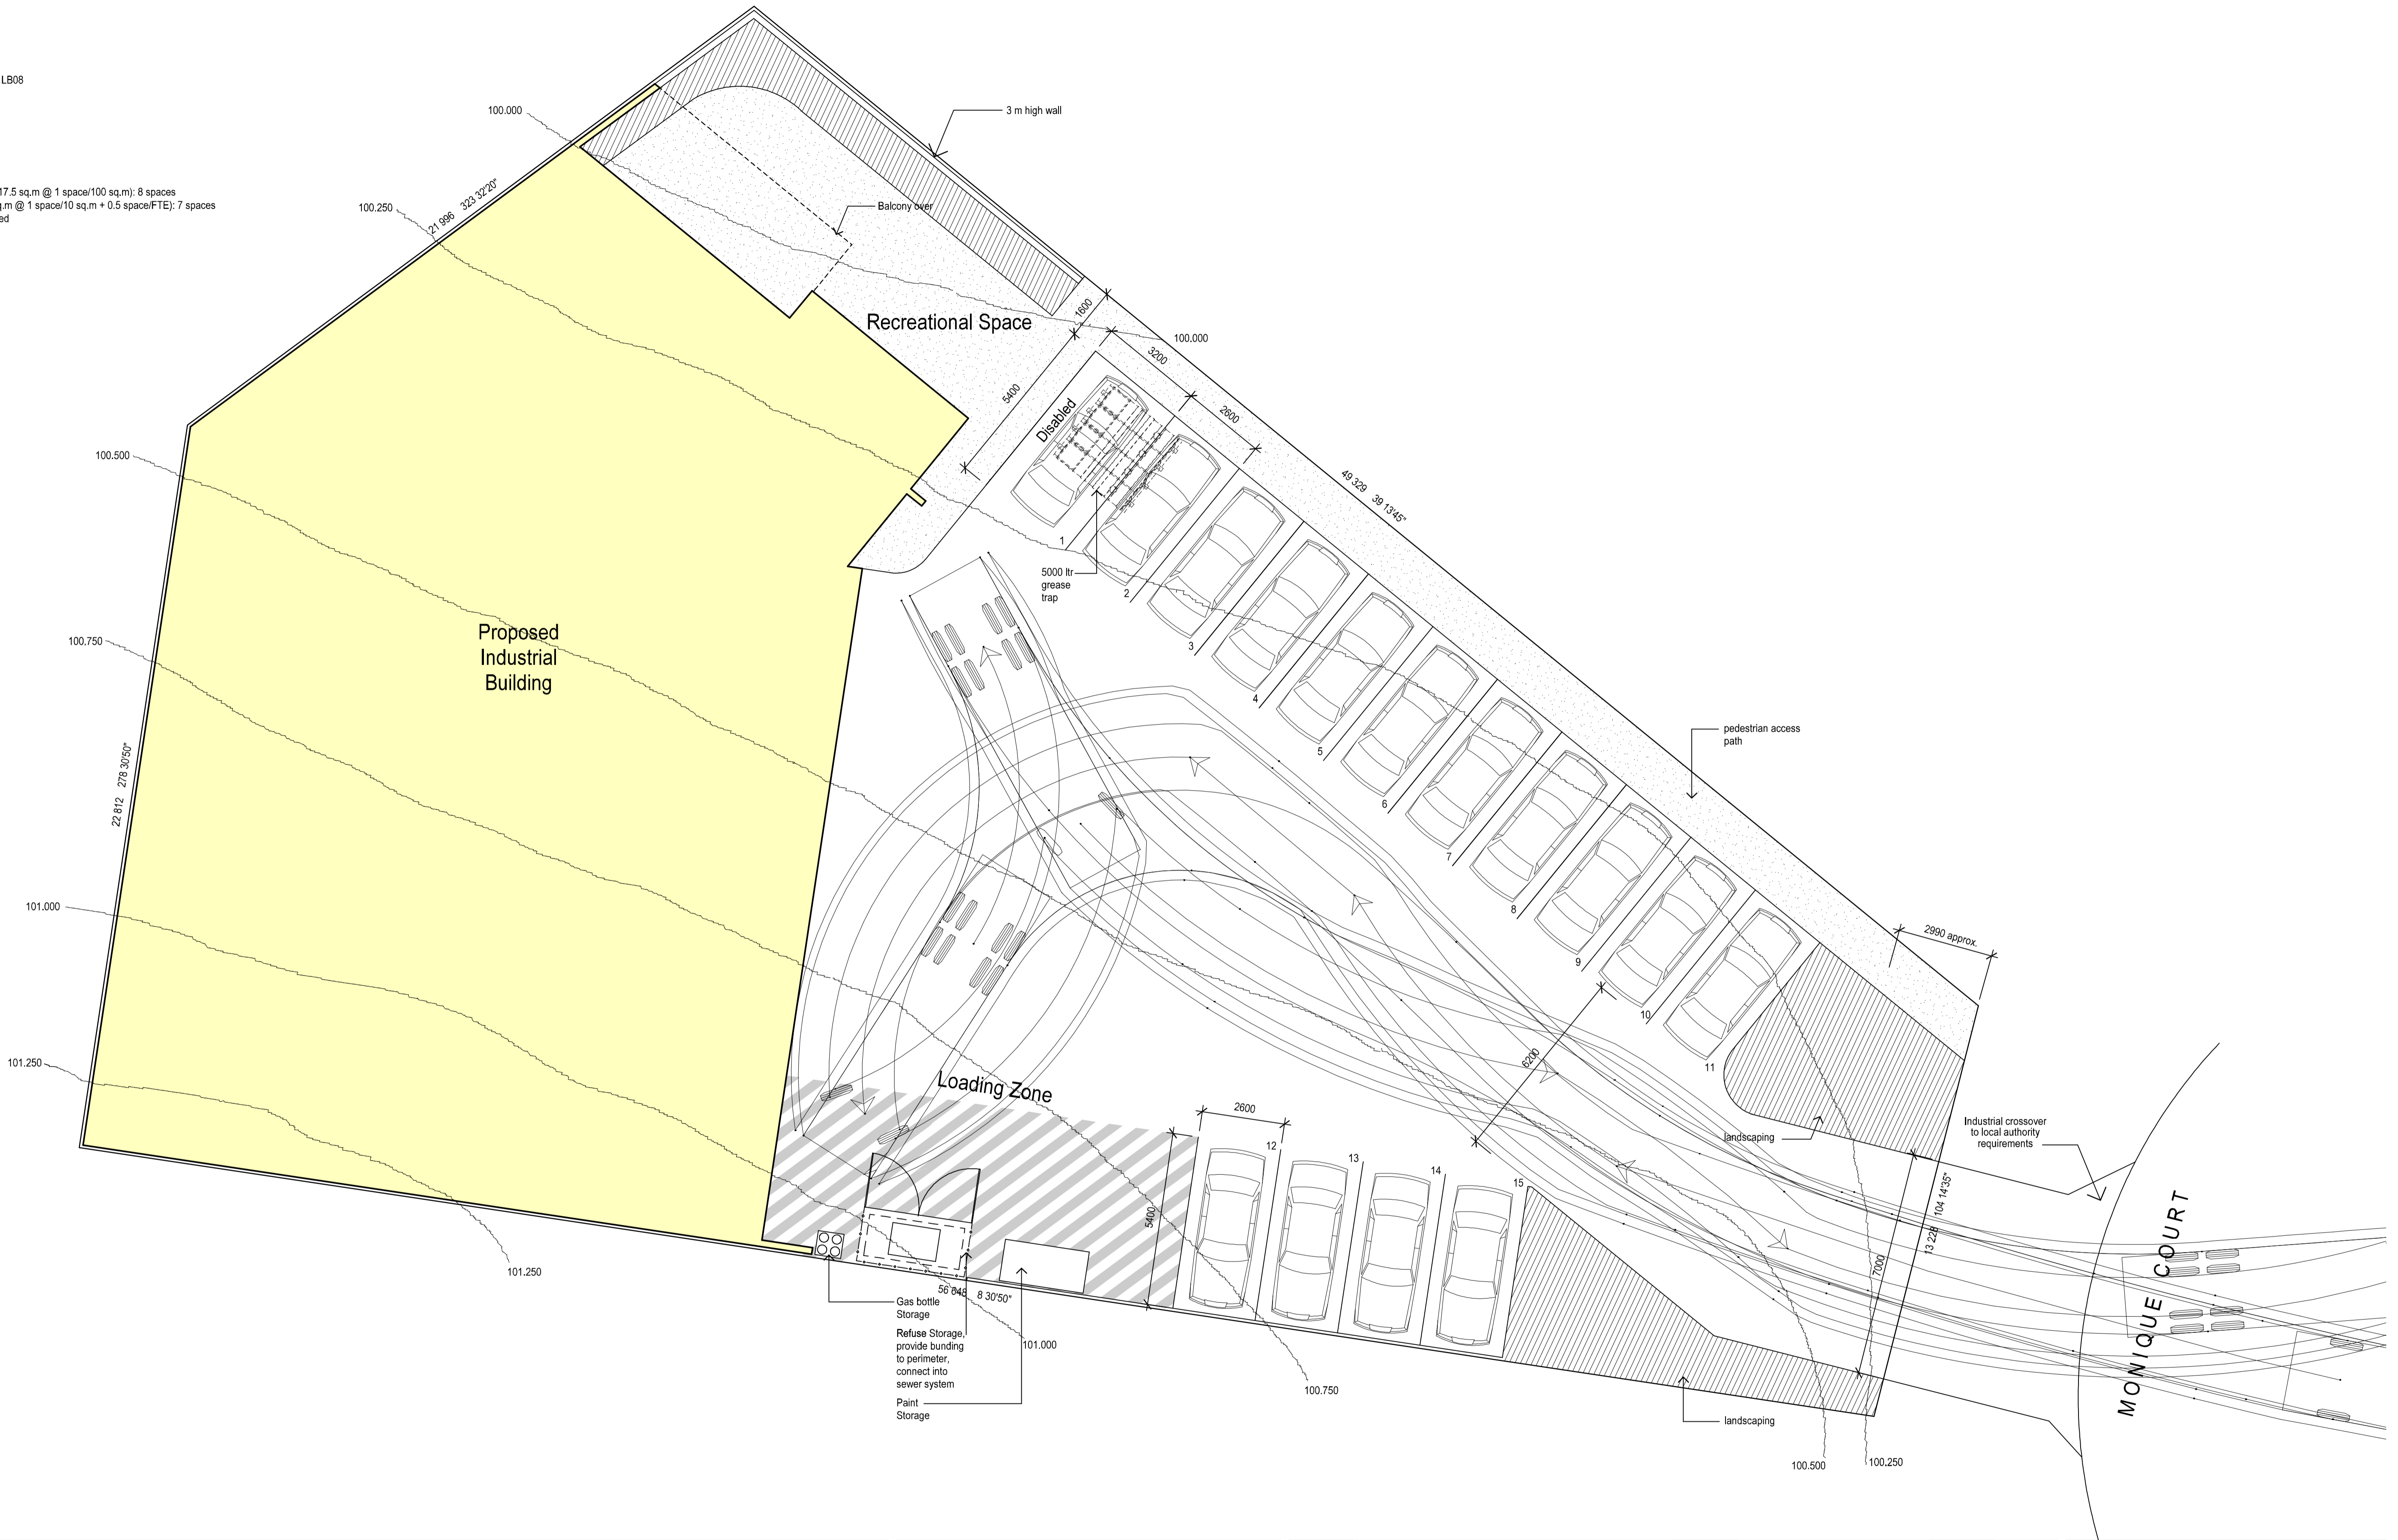 LB08
17.5 sq.m @ 1 space/100 sq.m): 8 spaces
q.m @ 1 space/10 sq.m + 0.5 space/FTE): 7 spaces
ed
100.000
3 m high wall
100.250
21 996 323 32'20"
Balcony over
Recreational Space
1600
100.000
3200
5400
2600
Disabled
100.500
49 329 39 13'45"
1
5000 ltr
grease
trap
2
3
4
5
6
7
8
9
10
11
Proposed
Industrial
Building
100.750
pedestrian access
path
22 812 278 30'50"
101.000
2990 approx.
6200
101.250
Loading Zone
2600
12
13
14
15
5400
landscaping
Industrial crossover
to local authority
requirements
13 228 104 14'35"
7000
MONIQUE COURT
101.250
56 648 8 30'50"
Gas bottle
Storage
Refuse Storage,
provide bunding
to perimeter,
connect into
sewer system
Paint
Storage
101.000
100.750
landscaping
100.500
100.250